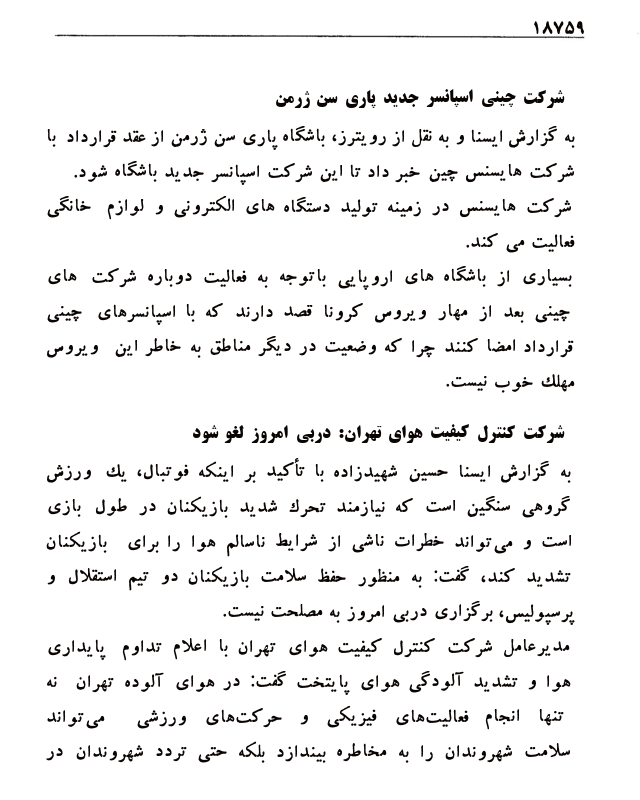 ۱۸۷۵۹
شرکت چینی اسپانسر جدید پاری سن ژرمن
به گزارش ایسنا و به نقل از رویترز، باشگاه پاری سن ژرمن از عقد قرارداد با
شرکت هایسنس چین خبر داد تا این شرکت اسپانسر جدید باشگاه شود.
شرکت هایسنس در زمینه تولید دستگاه های الکترونی و لوازم خانگی
فعالیت می کند.
بسیاری از باشگاه های اروپایی باتوجه به فعالیت دوباره شرکت های
چینی بعد از مهار ویروس کرونا قصد دارند که با اسپانسرهای چینی
قرارداد امضا کنند چرا که وضعیت در دیگر مناطق به خاطر این ویروس
مهلك خوب نیست.
شرکت کنترل کیفیت هوای تهران: دربی امروز لغو شود
به گزارش ایسنا حسین شهیدزاده با تأکید بر اینکه فوتبال، یك ورزش
گروهی سنگین است که نیازمند تحرك شدید بازیکنان در طول بازی
است و می‌تواند خطرات ناشی از شرایط ناسالم هوا را برای بازیکنان
تشدید کند، گفت: به منظور حفظ سلامت بازیکنان دو تیم استقلال و
پرسپولیس، برگزاری دربی امروز به مصلحت نیست.
مدیرعامل شرکت کنترل کیفیت هوای تهران با اعلام تداوم پایداری
هوا و تشدید آلودگی هوای پایتخت گفت: در هوای آلوده تهران نه
تنها انجام فعالیت‌های فیزیکی و حرکت‌های ورزشی می‌تواند
سلامت شهروندان را به مخاطره بیندازد بلکه حتی تردد شهروندان در